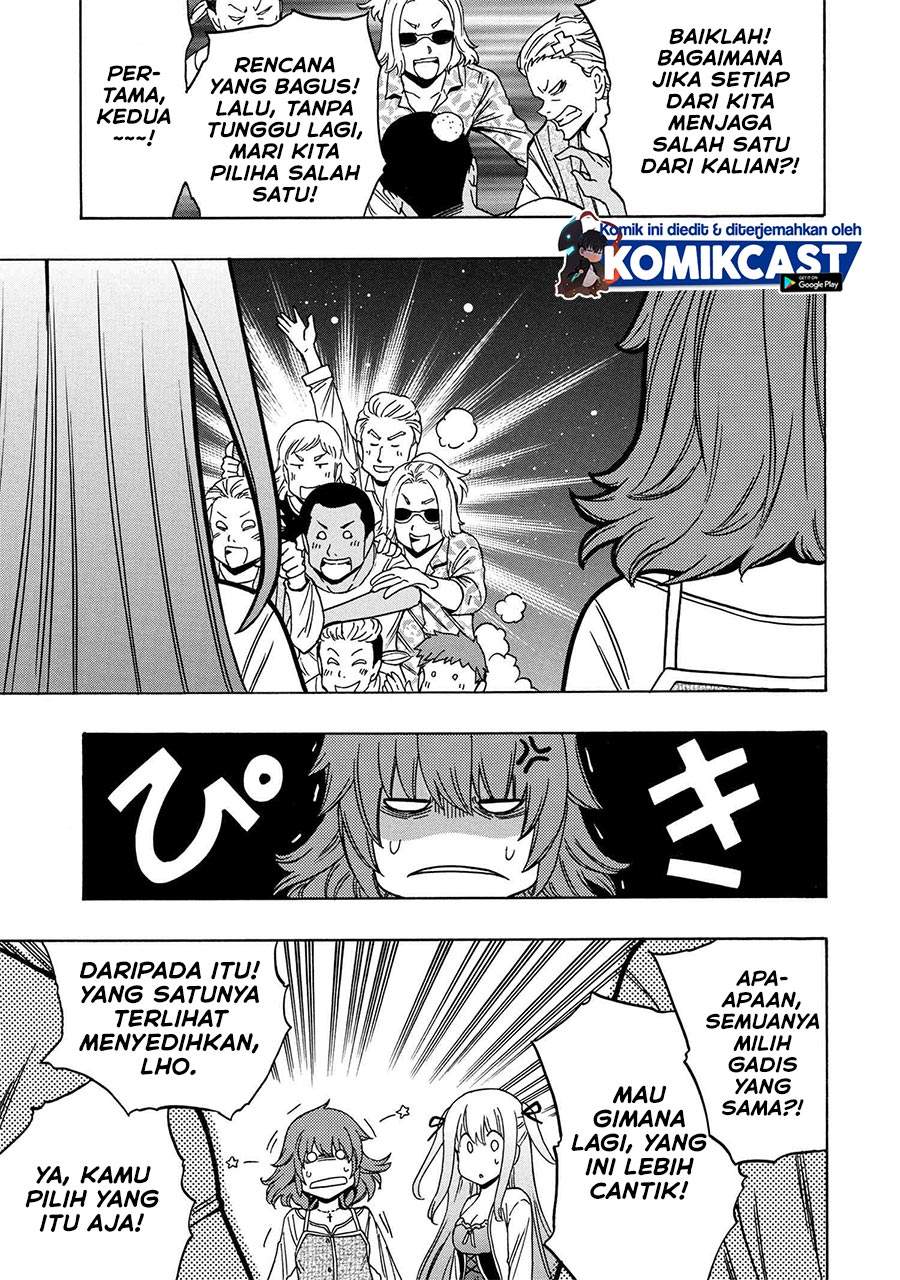 BAIKLAH!
BAGAIMANA
JIKA SETIAP
DARI KITA
MENJAGA
SALAH SATU
DARI KALIAN?!
RENCANA
YANG BAGUS!
LALU, TANPA
TUNGGU LAGI,
MARI KITA
PILIHA SALAH
SATU!
PER-
TAMA,
KEDUA
~~~!
Komik ini diedit & diterjemahkan oleh
KOMIKCAST
GET IT ON
Google Play
き
ぴ
APA-
APAAN,
SEMUANYA
MILIH
GADIS
YANG
SAMA?!
MAU
GIMANA
LAGI, YANG
INI LEBIH
CANTIK!
DARIPADA ITU!
YANG SATUNYA
TERLIHAT
MENYEDIHKAN,
LHO.
YA, KAMU
PILIH YANG
ITU AJA!